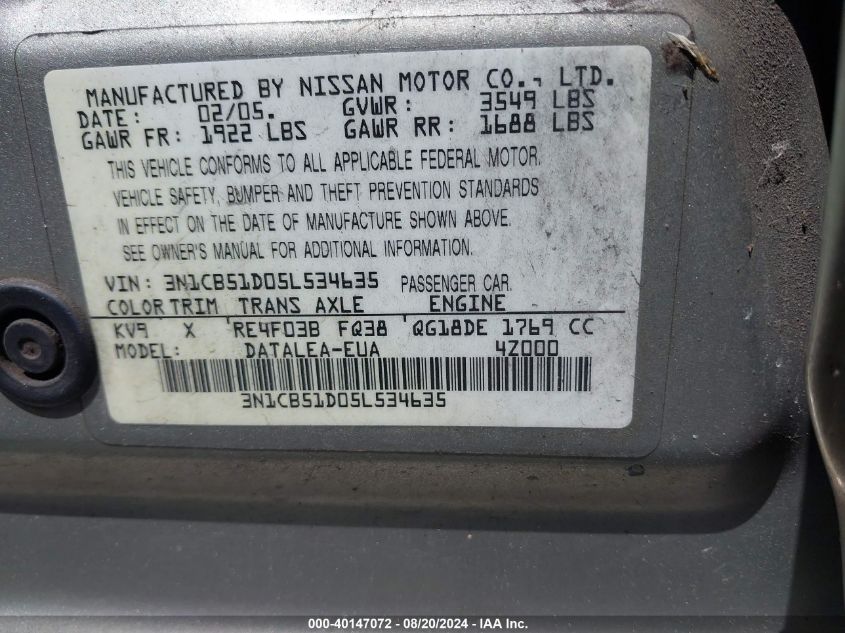 MANUFACTURED BY NISSAN MOTOR CO., LTD.
DATE: 02/05. GVWR: 3549 LBS
GAWR FR: 1922 LBS GAWR RR: 1688 LBS
THIS VEHICLE CONFORMS TO ALL APPLICABLE FEDERAL MOTOR.
VEHICLE SAFETY, BUMPER AND THEFT PREVENTION STANDARDS
IN EFFECT ON THE DATE OF MANUFACTURE SHOWN ABOVE.
SEE OWNER'S MANUAL FOR ADDITIONAL INFORMATION.
VIN: 3N1CB51D05L534635 PASSENGER CAR.
COLOR TRIM TRANS AXLE ENGINE
KV9 X RE4F03B FQ38 QG18DE 1769 CC
MODEL: DATALEA-EUA 4Z000
3N1CB51D05L534635
000-40147072 - 08/20/2024 - IAA Inc.